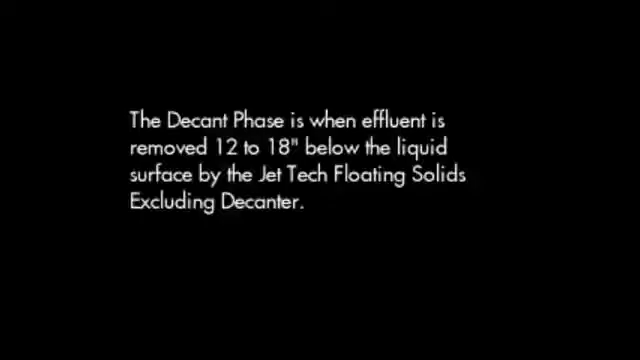 The Decant Phase is when effluent is
removed 12 to 18" below the liquid
surface by the Jet Tech Floating Solids
Excluding Decanter.